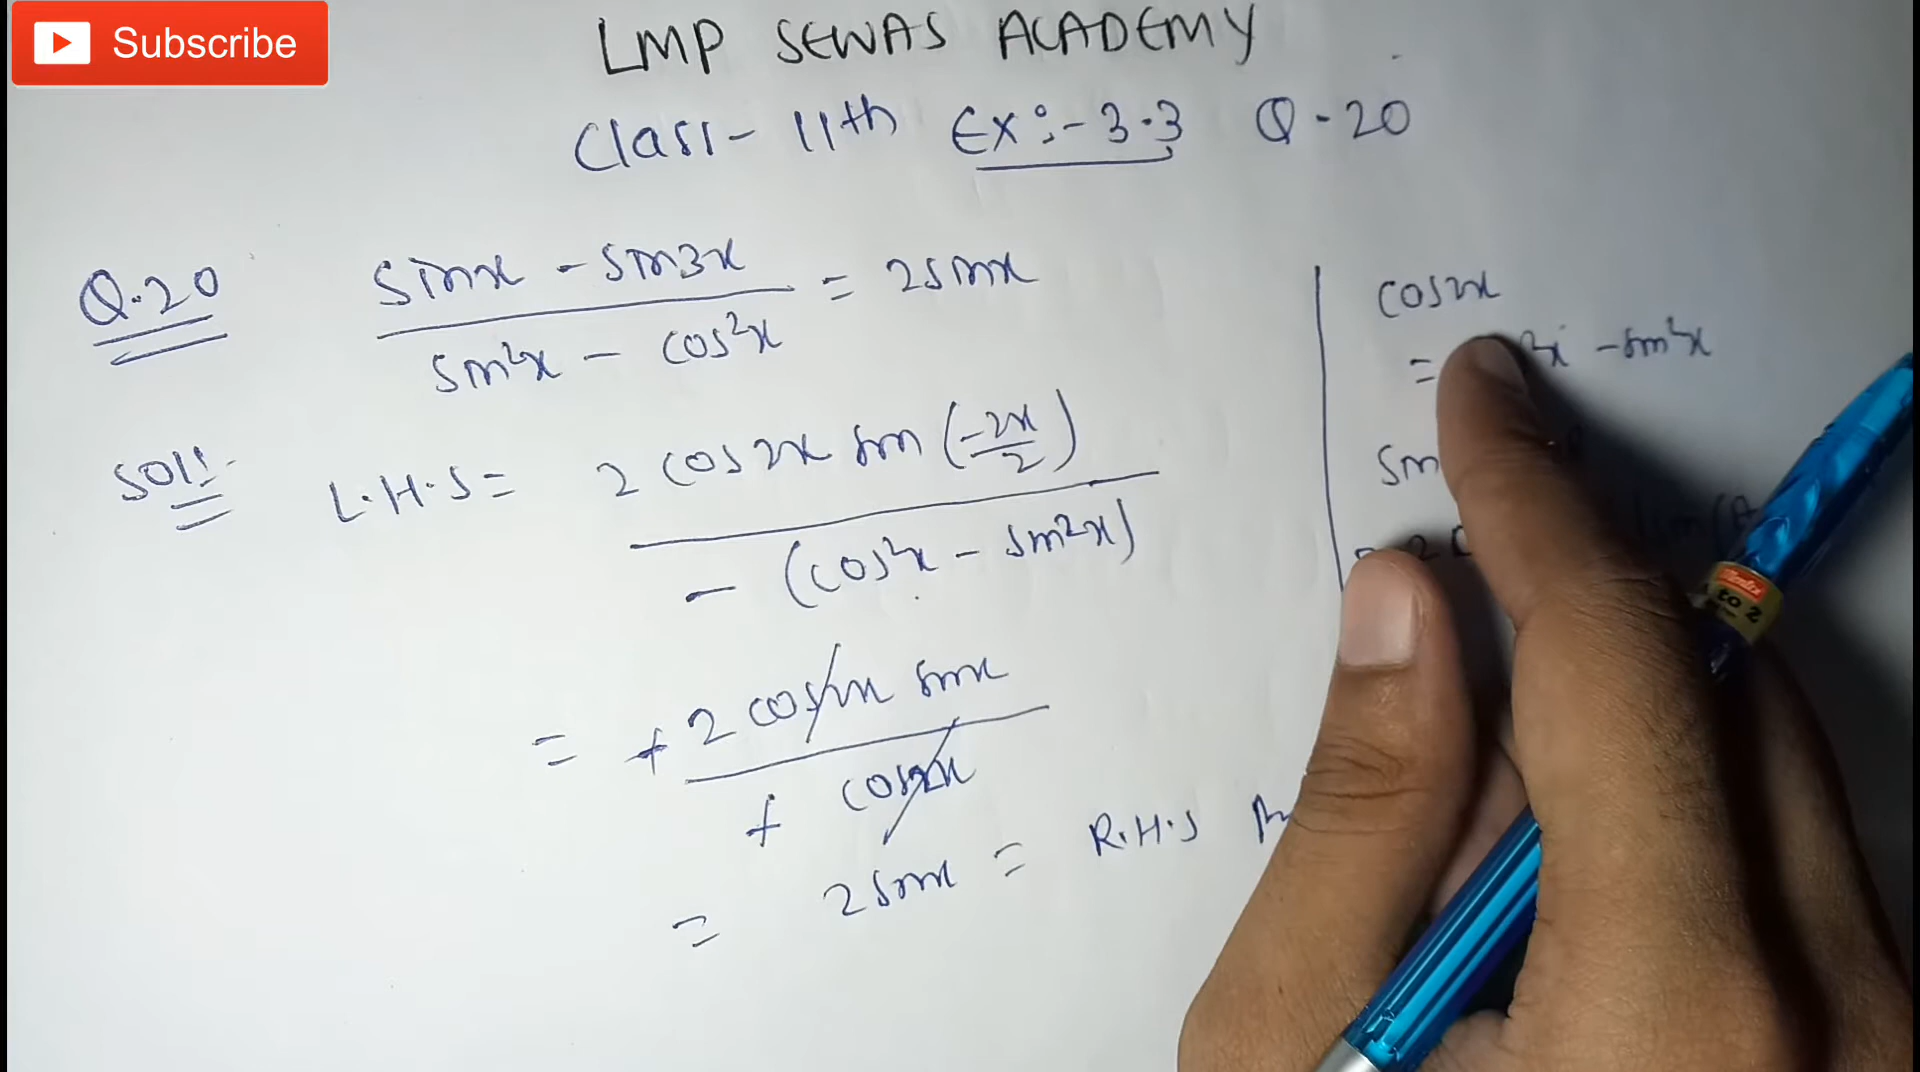 Subscribe
LMP SEWAS ACADEMY
Class- 11th Ex:- 3.3 Q-20
Q.20 sinx - sin3x / sin²x - cos²x = 2sinx
Sol:- L.H.S = 2 cos2x sin (-2x/2) / - (cos²x - sin²x)
= + 2 cos2x sinx / + cos2x
= 2sinx = R.H.S
cos2x
= x - sin²x